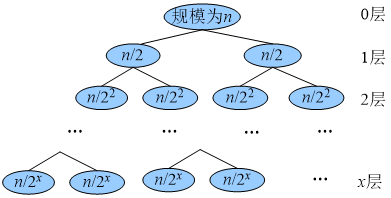 规模为n 0层
n/2 n/2 1层
n/2² n/2² n/2² n/2² 2层
... ... ... ...
n/2ˣ n/2ˣ n/2ˣ n/2ˣ ... x层